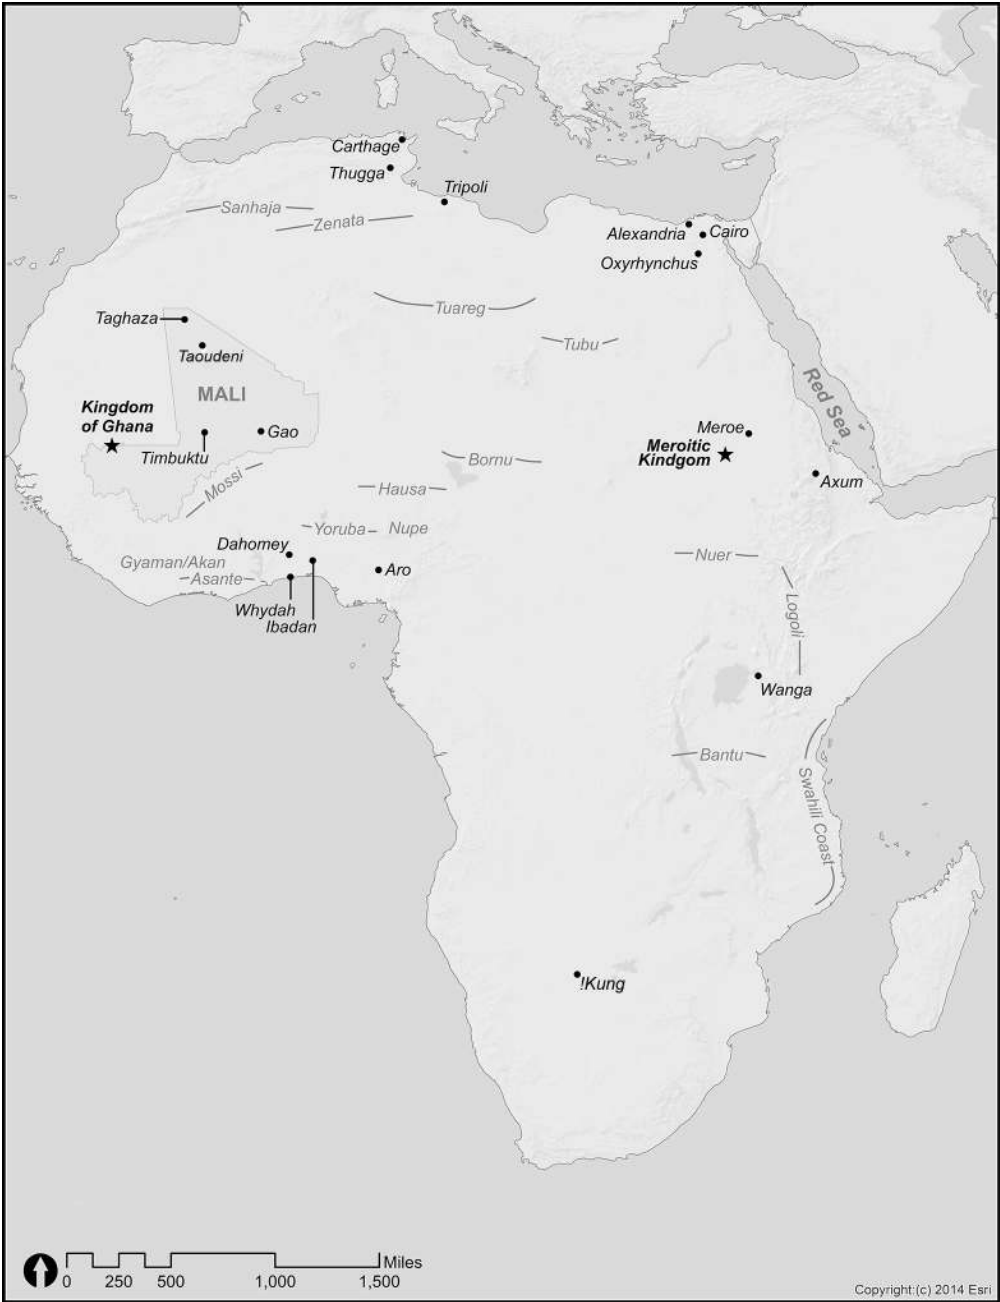 Carthage
Thugga
Tripoli
Sanhaja
Zenata
Alexandria
Cairo
Oxyrhynchus
Tuareg
Taghaza
Tubu
Taoudeni
MALI
Red Sea
Kingdom
of Ghana
Gao
Timbuktu
Meroe
Meroitic
Kindgom
Bornu
Axum
Mossi
Hausa
Yoruba
Nupe
Dahomey
Gyaman/Akan
Asante
Aro
Nuer
Whydah
Ibadan
Logoli
Wanga
Bantu
Swahili Coast
!Kung
Miles
0 250 500 1,000 1,500
Copyright:(c) 2014 Esri